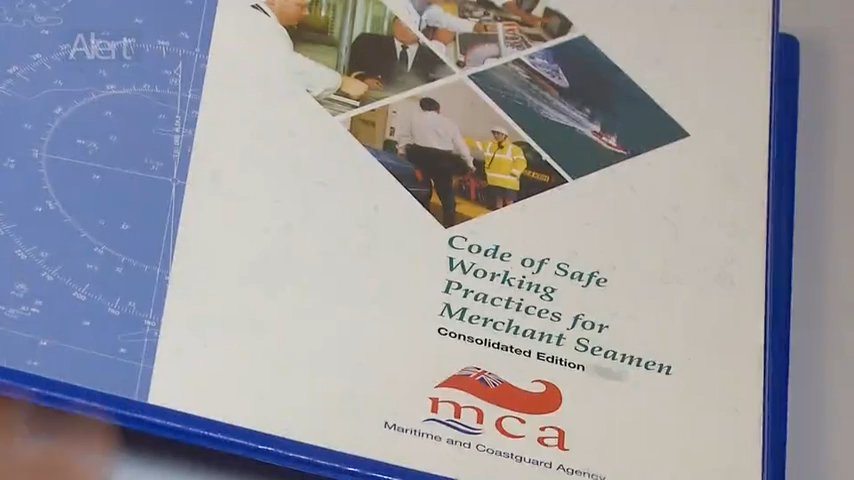 Alert
Code of Safe
Working
Practices for
Merchant Seamen
Consolidated Edition
mca
Maritime and Coastguard Agency